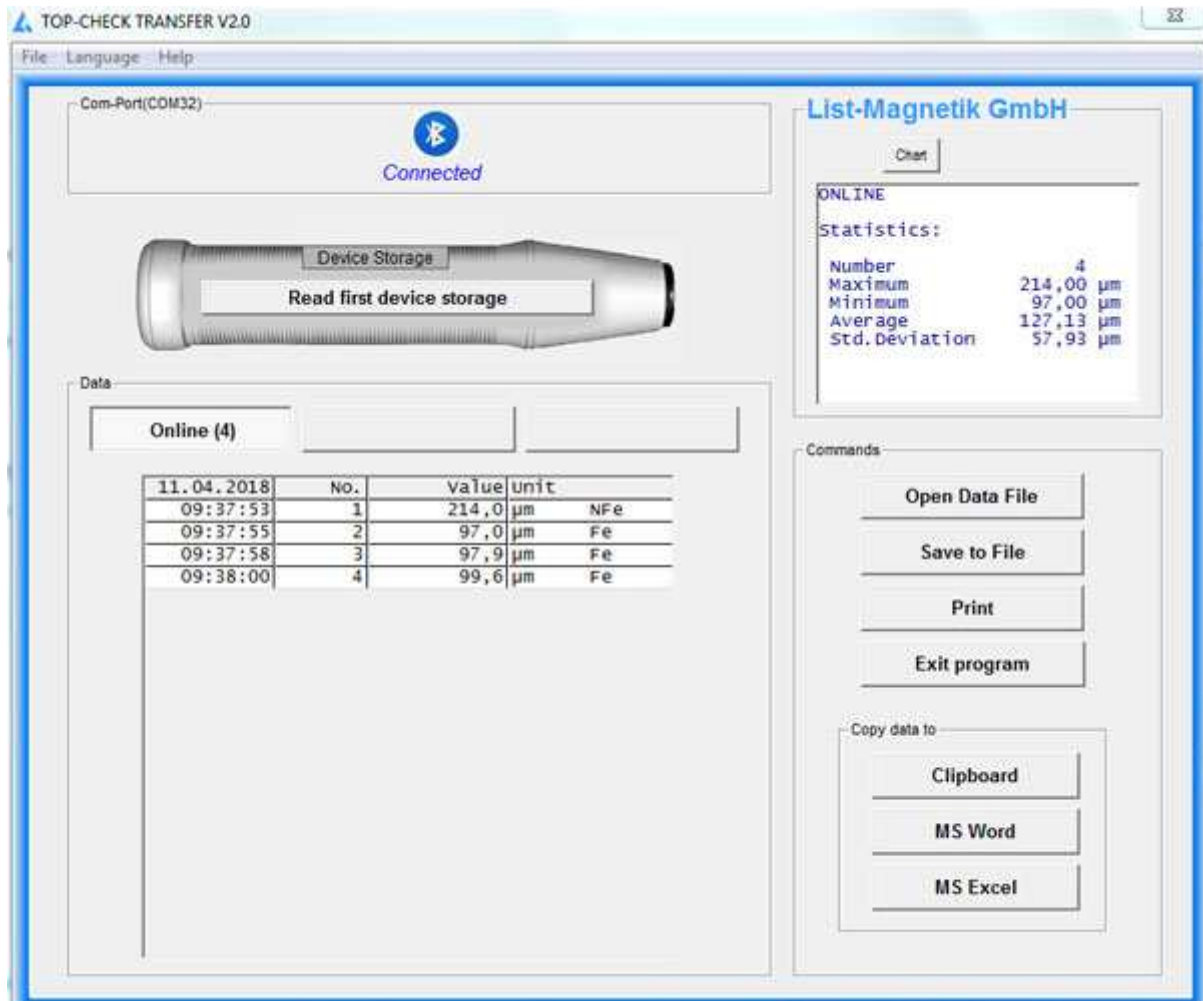 TOP-CHECK TRANSFER V2.0
File Language Help
Com-Port(COM32)
Connected
Device Storage
Read first device storage
List-Magnetik GmbH
Chart
ONLINE
Statistics:
Number 4
Maximum 214,00 µm
Minimum 97,00 µm
Average 127,13 µm
Std.Deviation 57,93 µm
Data
Online (4)
11.04.2018 No. Value Unit
09:37:53 1 214,0 µm NFe
09:37:55 2 97,0 µm Fe
09:37:58 3 97,9 µm Fe
09:38:00 4 99,6 µm Fe
Commands
Open Data File
Save to File
Print
Exit program
Copy data to
Clipboard
MS Word
MS Excel